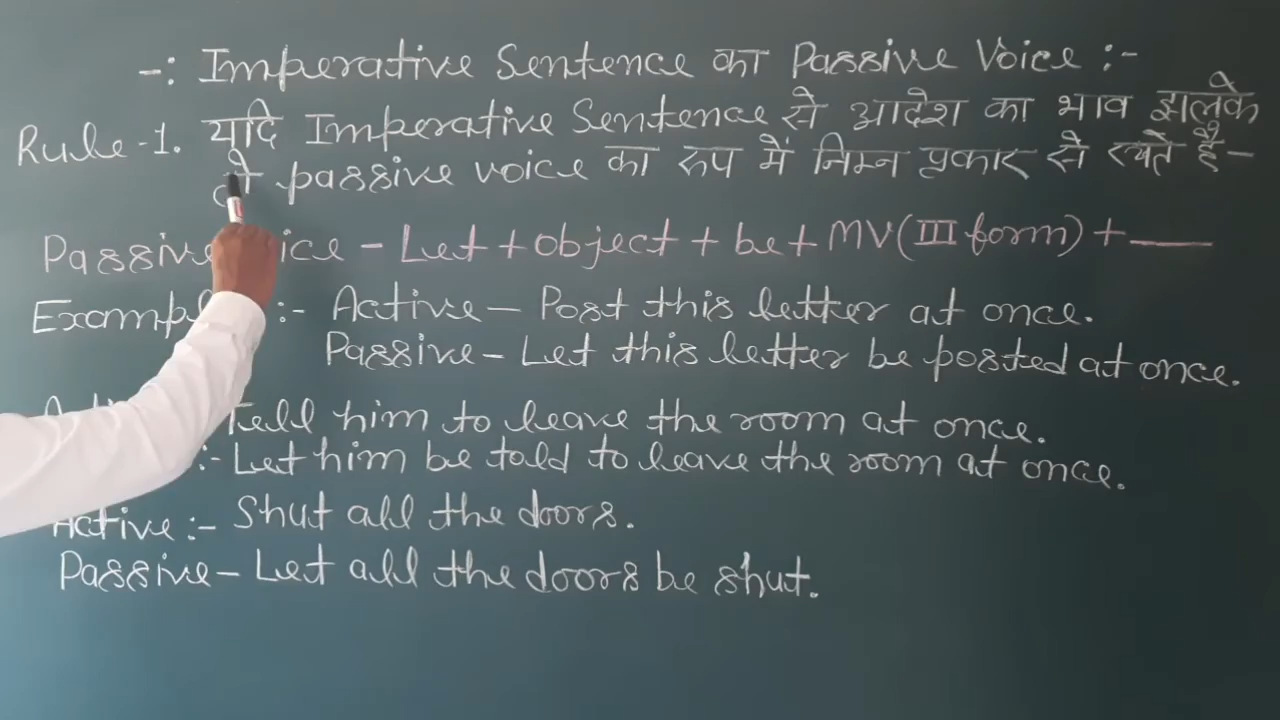 -: Imperative Sentence का Passive Voice :-
Rule-1. यदि Imperative Sentence से आदेश का भाव झलके
तो passive voice का रूप में निम्न प्रकार से रखते हैं-
Passive Voice - Let + object + be + MV (III form) + ___
Example :- Active - Post this letter at once.
Passive - Let this letter be posted at once.
Tell him to leave the room at once.
:- Let him be told to leave the room at once.
Active :- Shut all the doors.
Passive - Let all the doors be shut.